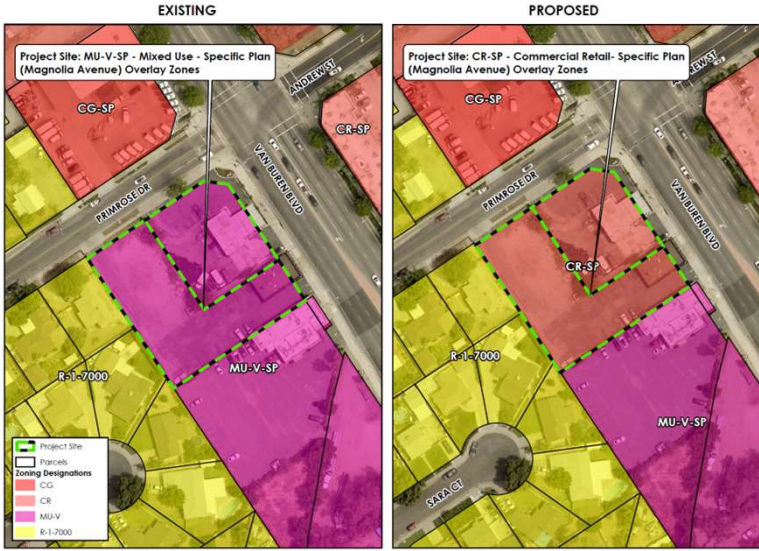 EXISTING
Project Site: MU-V-SP - Mixed Use - Specific Plan
(Magnolia Avenue) Overlay Zones
ANDREW ST
CG-SP
CR-SP
PRIMROSE DR
VAN BUREN BLVD
R-1-7000
MU-V-SP
Project Site
Parcels
Zoning Designations
CG
CR
MU-V
R-1-7000
PROPOSED
Project Site: CR-SP - Commercial Retail- Specific Plan
(Magnolia Avenue) Overlay Zones
CG-SP
CR-SP
PRIMROSE DR
VAN BUREN BLVD
CR-SP
R-1-7000
MU-V-SP
SARA CT